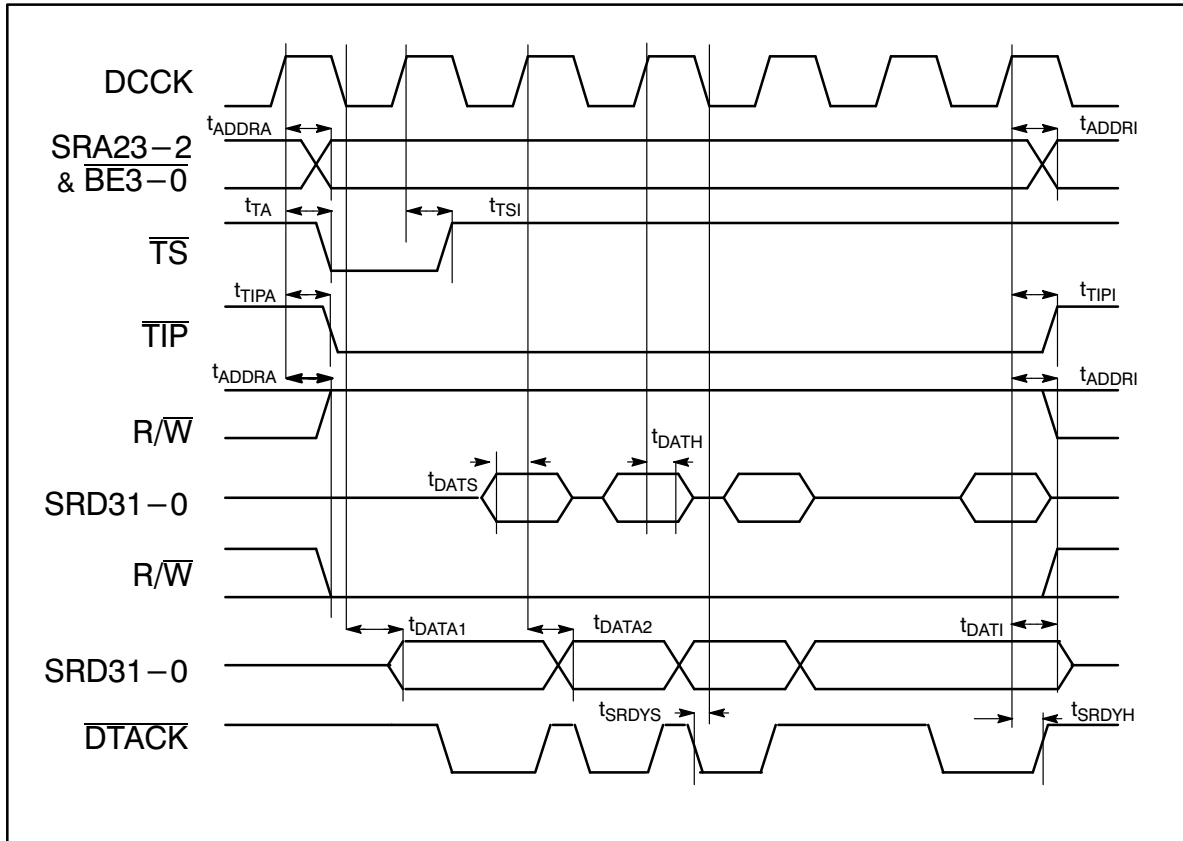 DCCK
tADDRA
tADDRI
SRA23−2
& BE3−0
tTA
tTSI
TS
tTIPA
tTIPI
TIP
tADDRA
tADDRI
R/W
tDATH
tDATS
SRD31−0
R/W
tDATA1
tDATA2
tDATI
SRD31−0
tSRDYS
tSRDYH
DTACK